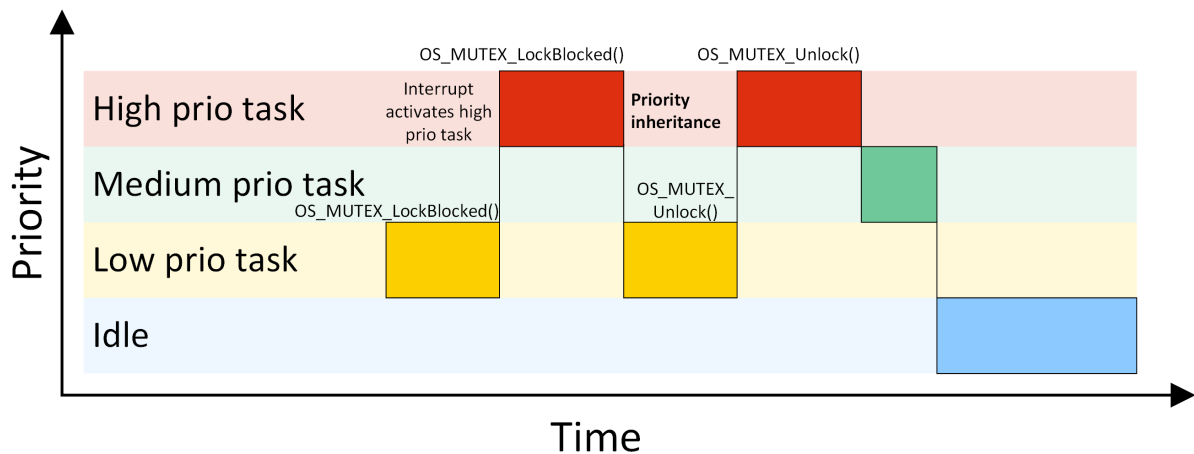 OS_MUTEX_LockBlocked()
OS_MUTEX_Unlock()
High prio task
Interrupt
activates high
prio task
Priority
inheritance
Medium prio task
OS_MUTEX_LockBlocked()
OS_MUTEX_
Unlock()
Low prio task
Idle
Priority
Time